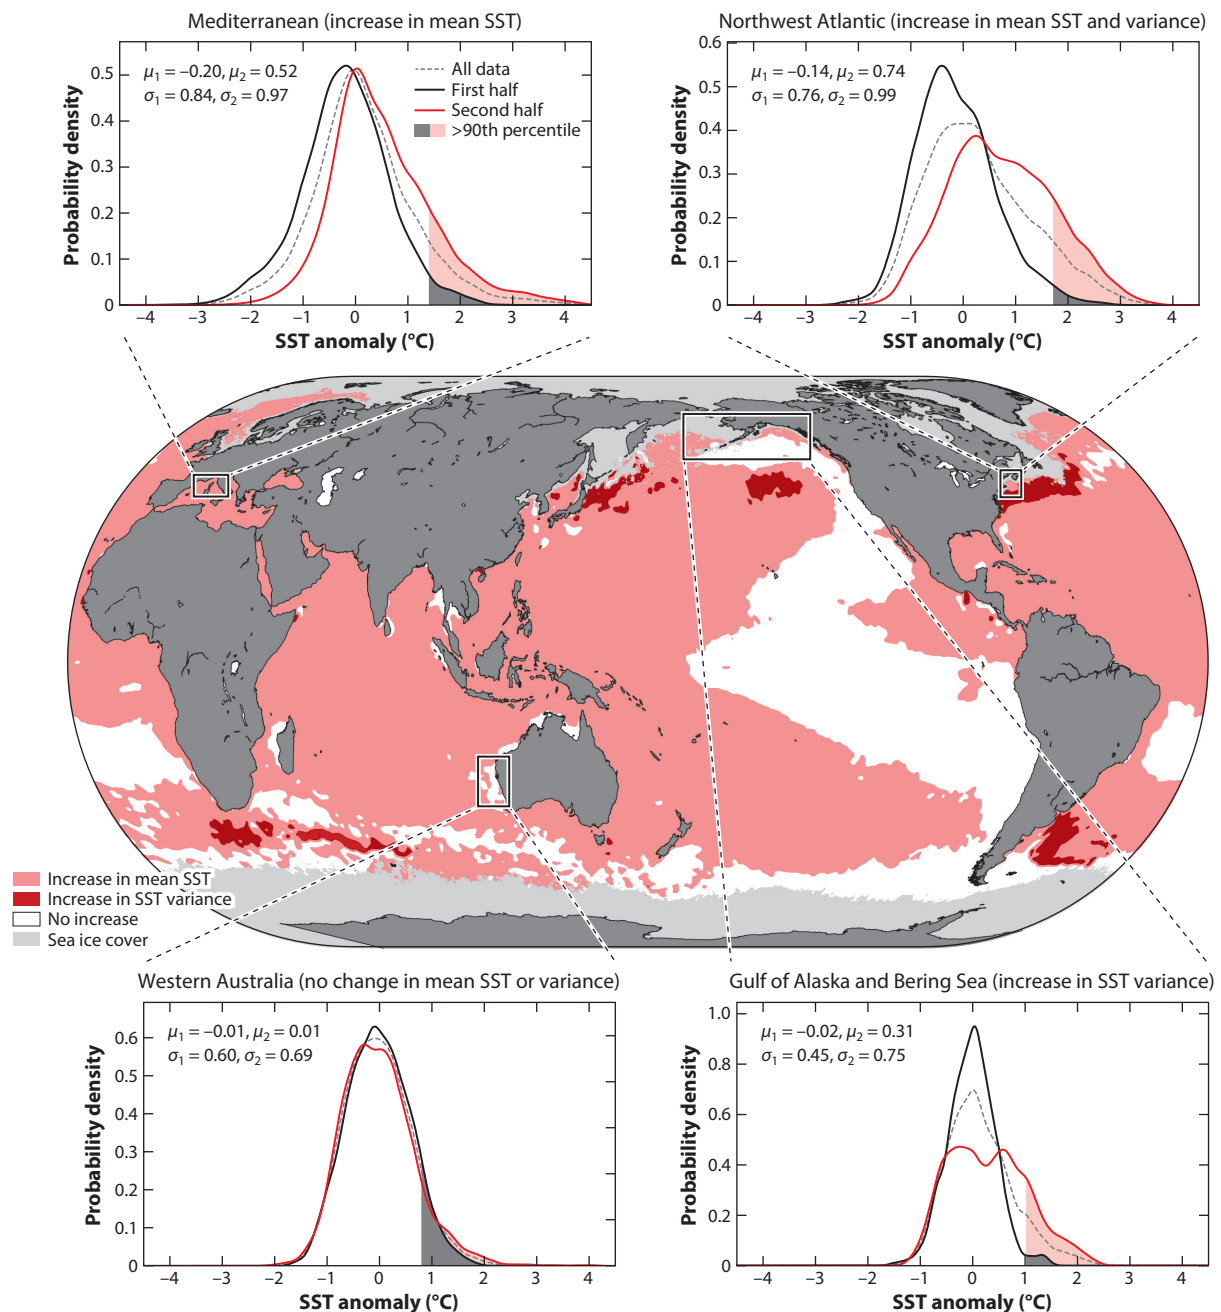 Mediterranean (increase in mean SST)
μ1 = –0.20, μ2 = 0.52
σ1 = 0.84, σ2 = 0.97
All data
First half
Second half
>90th percentile
Probability density
0.5
0.4
0.3
0.2
0.1
0
–4 –3 –2 –1 0 1 2 3 4
SST anomaly (°C)
Northwest Atlantic (increase in mean SST and variance)
μ1 = –0.14, μ2 = 0.74
σ1 = 0.76, σ2 = 0.99
Probability density
0.6
0.5
0.4
0.3
0.2
0.1
0
–4 –3 –2 –1 0 1 2 3 4
SST anomaly (°C)
Increase in mean SST
Increase in SST variance
No increase
Sea ice cover
Western Australia (no change in mean SST or variance)
μ1 = –0.01, μ2 = 0.01
σ1 = 0.60, σ2 = 0.69
Probability density
0.6
0.5
0.4
0.3
0.2
0.1
0
–4 –3 –2 –1 0 1 2 3 4
SST anomaly (°C)
Gulf of Alaska and Bering Sea (increase in SST variance)
μ1 = –0.02, μ2 = 0.31
σ1 = 0.45, σ2 = 0.75
Probability density
1.0
0.8
0.6
0.4
0.2
0
–4 –3 –2 –1 0 1 2 3 4
SST anomaly (°C)